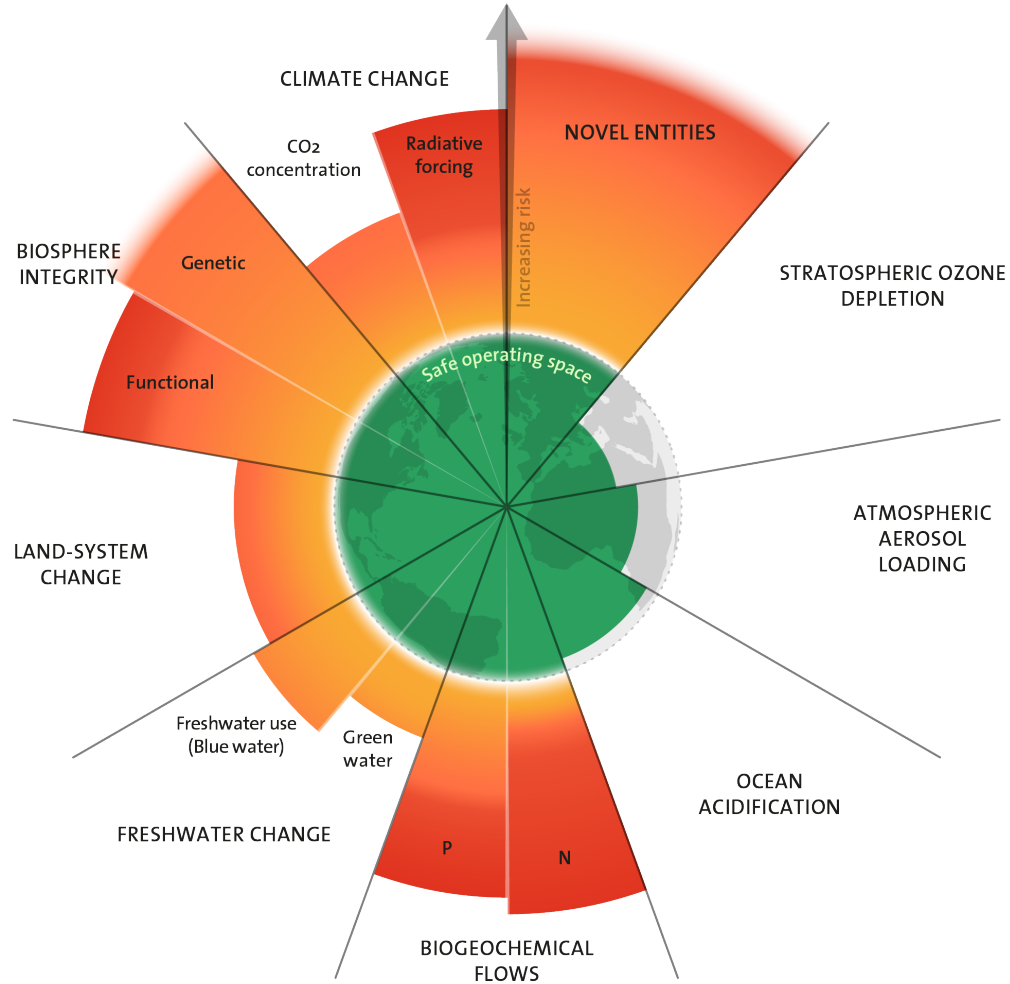 CLIMATE CHANGE
NOVEL ENTITIES
CO2
concentration
Radiative
forcing
Increasing risk
BIOSPHERE
INTEGRITY
Genetic
STRATOSPHERIC OZONE
DEPLETION
Functional
Safe operating space
LAND-SYSTEM
CHANGE
ATMOSPHERIC
AEROSOL
LOADING
Freshwater use
(Blue water)
Green
water
OCEAN
ACIDIFICATION
FRESHWATER CHANGE
P
N
BIOGEOCHEMICAL
FLOWS